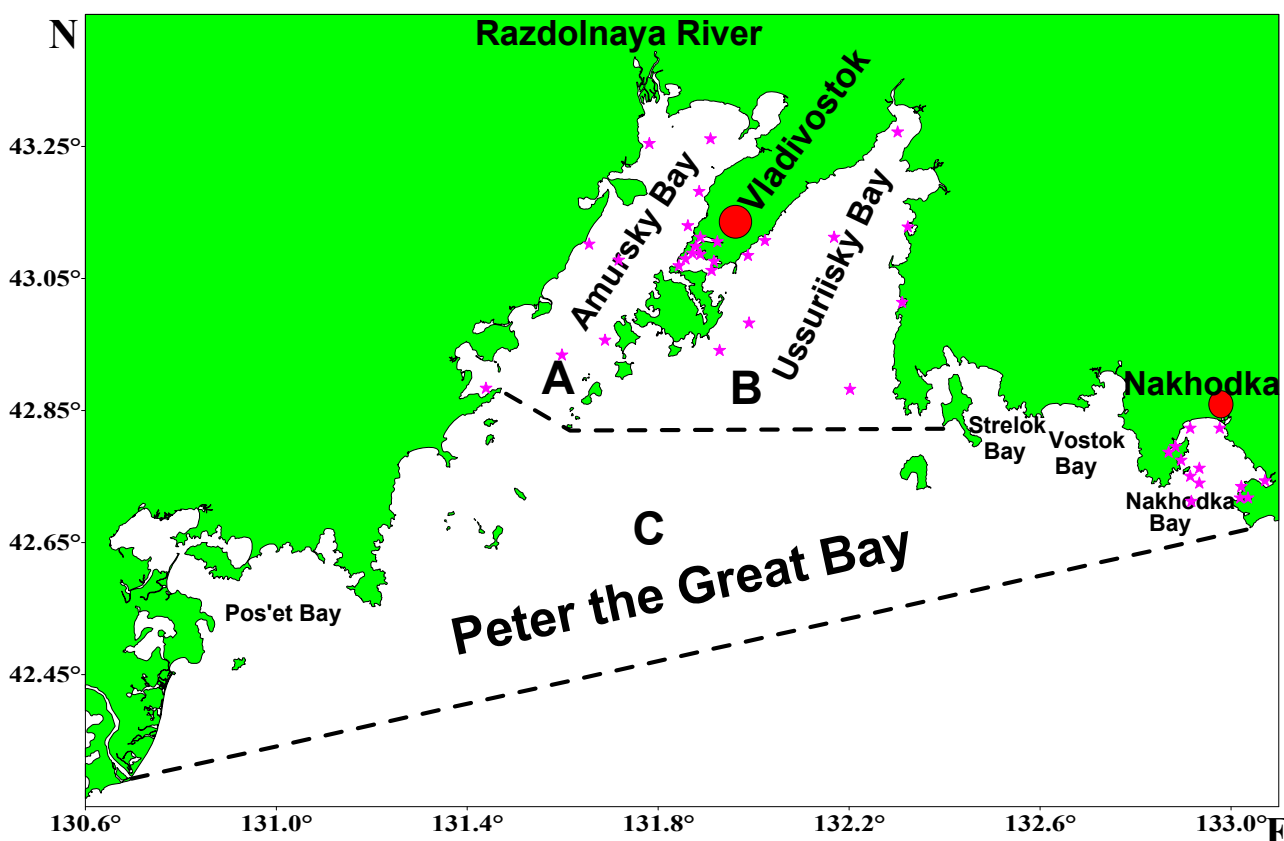 N
Razdolnaya River
Vladivostok
43.25°
Amursky Bay
Ussuriisky Bay
43.05°
A
B
42.85°
Nakhodka
Strelok
Bay
Vostok
Bay
Nakhodka
Bay
C
42.65°
Peter the Great Bay
Pos'et Bay
42.45°
130.6° 131.0° 131.4° 131.8° 132.2° 132.6° 133.0° E